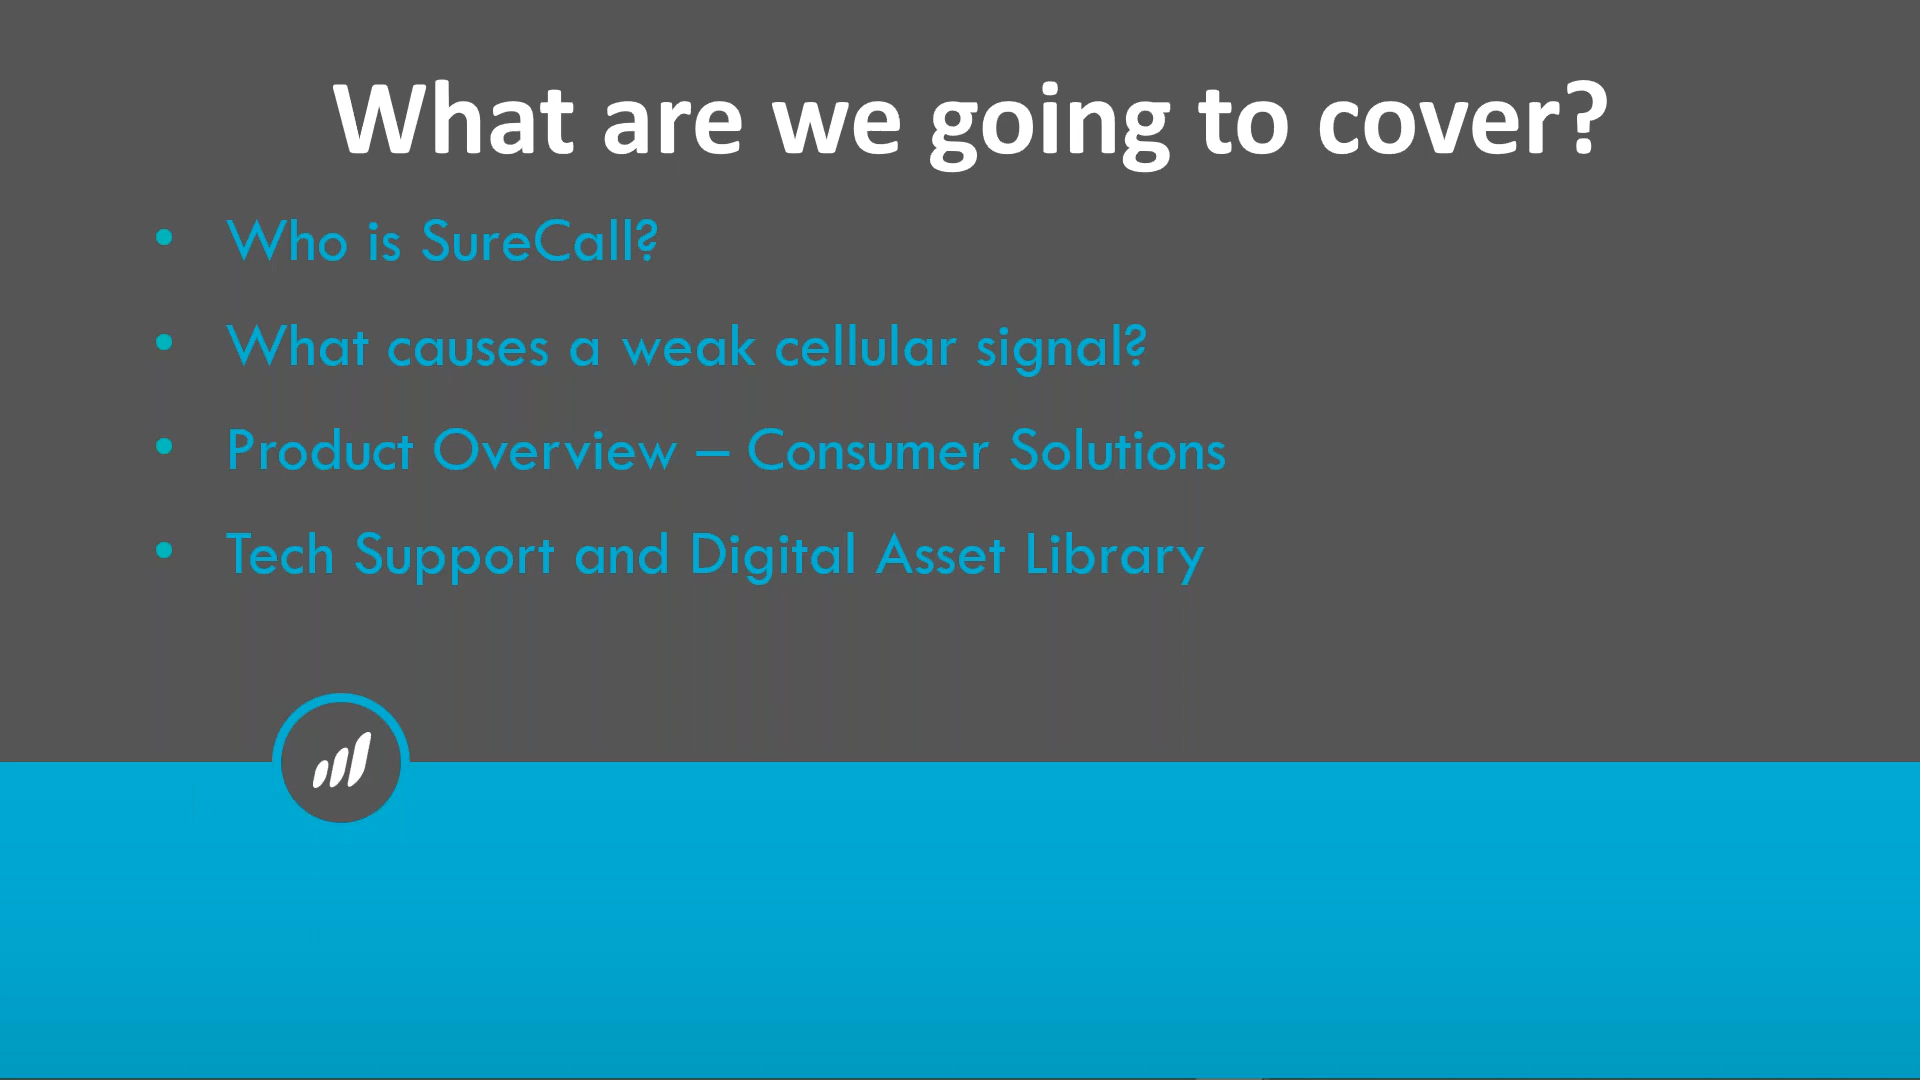 What are we going to cover?
• Who is SureCall?
• What causes a weak cellular signal?
• Product Overview – Consumer Solutions
• Tech Support and Digital Asset Library